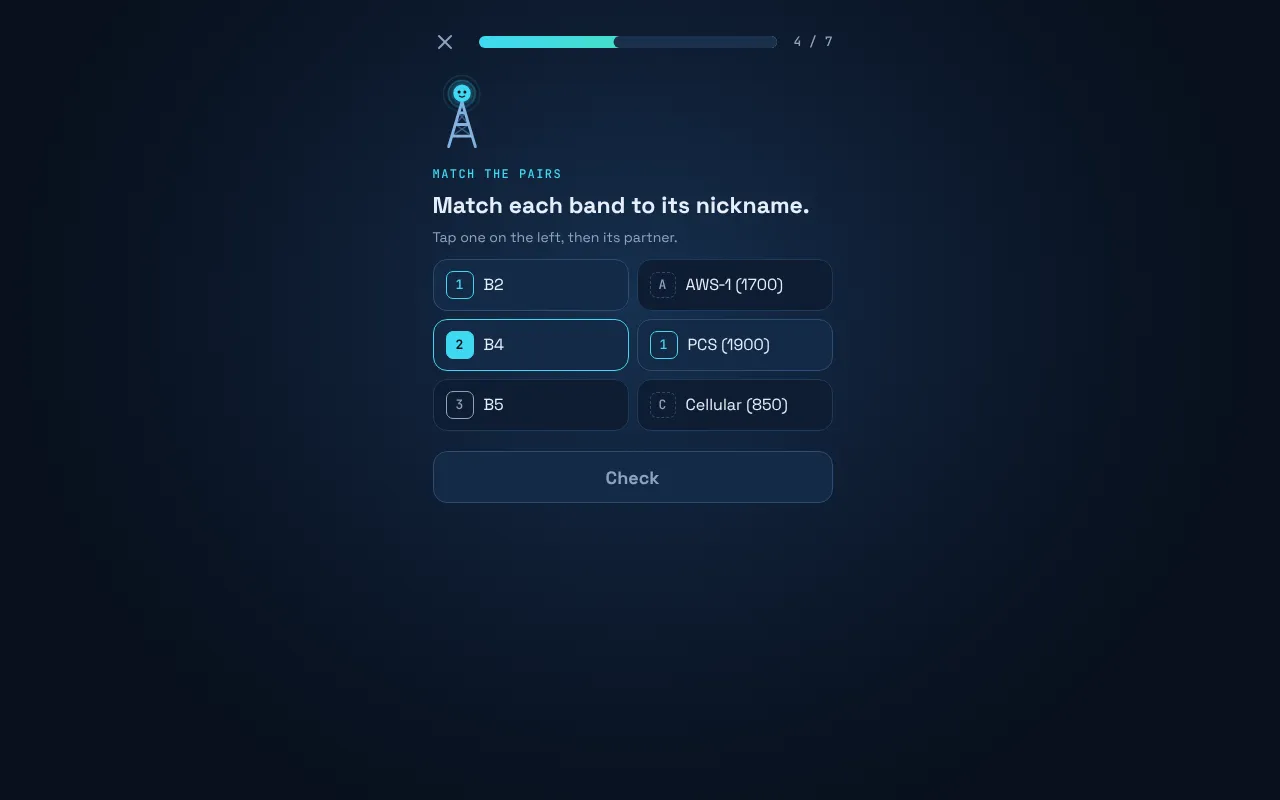 4 / 7
MATCH THE PAIRS
Match each band to its nickname.
Tap one on the left, then its partner.
1 B2
A AWS-1 (1700)
2 B4
1 PCS (1900)
3 B5
C Cellular (850)
Check